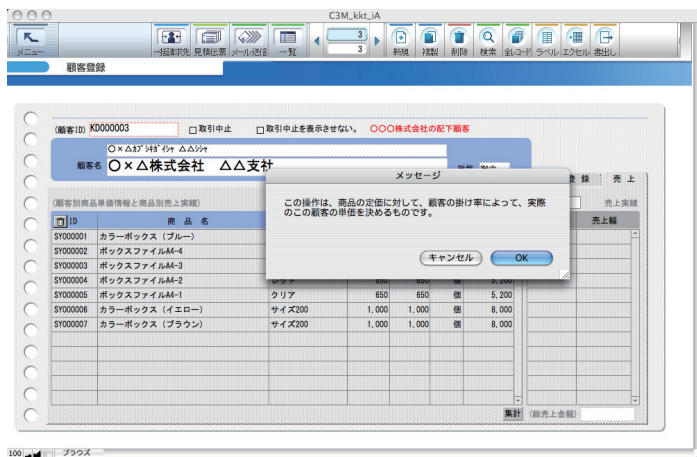 C3M_kkt_iA
メニュー 一括請求先 見積伝票 メール送信 一覧 3 3 新規 複製 削除 検索 全レコード ラベル エクセル 書出し
顧客登録
(顧客ID) KD000003 取引中止 取引中止を表示させない。 ○○○株式会社の配下顧客
○×△ｶﾌﾞｼｷｶﾞｲｼｬ △△ｼｼｬ
顧客名 ○×△株式会社 △△支社
登録 売上
メッセージ
この操作は、商品の定価に対して、顧客の掛け率によって、実際
のこの顧客の単価を決めるものです。
キャンセル OK
(顧客別商品単価情報と商品別売上実績) 売上実績
ID 商品名 売上額
SY000001 カラーボックス（ブルー）
SY000002 ボックスファイルA4-4
SY000003 ボックスファイルA4-3
SY000004 ボックスファイルA4-2 レッド 650 650 個 5,200
SY000005 ボックスファイルA4-1 クリア 650 650 個 5,200
SY000006 カラーボックス（イエロー） サイズ200 1,000 1,000 個 8,000
SY000007 カラーボックス（ブラウン） サイズ200 1,000 1,000 個 8,000
集計 (総売上金額)
100 ブラウズ